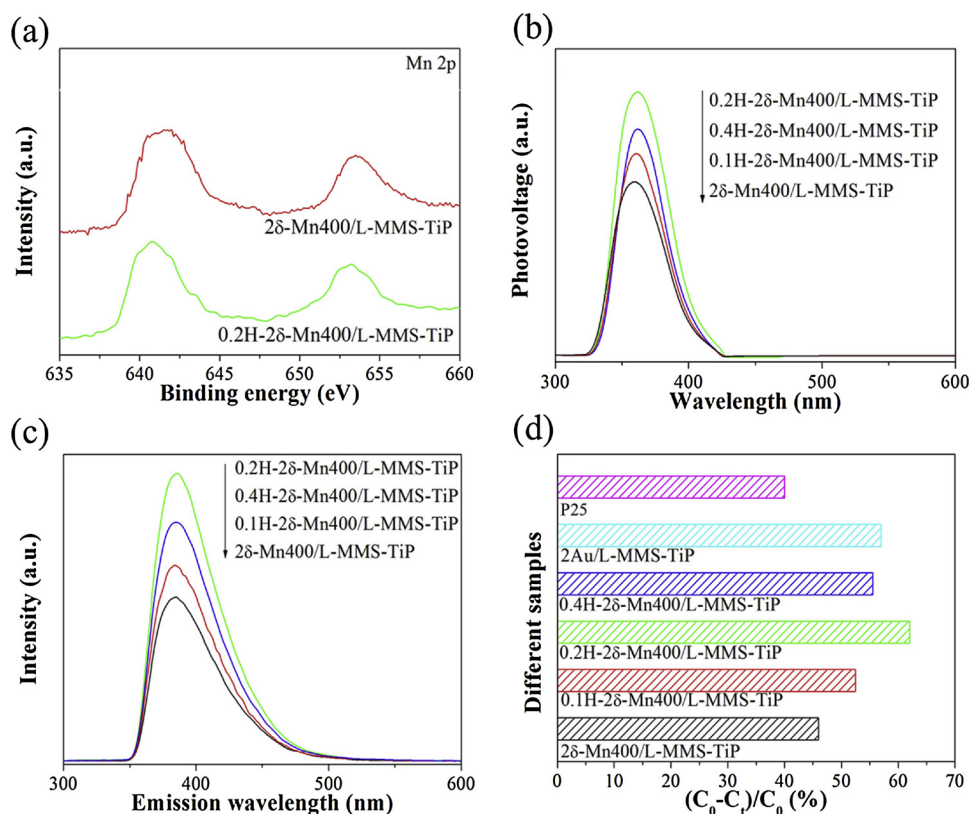 (a)
Mn 2p
Intensity (a.u.)
2δ-Mn400/L-MMS-TiP
0.2H-2δ-Mn400/L-MMS-TiP
635 640 645 650 655 660
Binding energy (eV)
(b)
Photovoltage (a.u.)
0.2H-2δ-Mn400/L-MMS-TiP
0.4H-2δ-Mn400/L-MMS-TiP
0.1H-2δ-Mn400/L-MMS-TiP
2δ-Mn400/L-MMS-TiP
300 400 500 600
Wavelength (nm)
(c)
Intensity (a.u.)
0.2H-2δ-Mn400/L-MMS-TiP
0.4H-2δ-Mn400/L-MMS-TiP
0.1H-2δ-Mn400/L-MMS-TiP
2δ-Mn400/L-MMS-TiP
300 400 500 600
Emission wavelength (nm)
(d)
Different samples
P25
2Au/L-MMS-TiP
0.4H-2δ-Mn400/L-MMS-TiP
0.2H-2δ-Mn400/L-MMS-TiP
0.1H-2δ-Mn400/L-MMS-TiP
2δ-Mn400/L-MMS-TiP
0 10 20 30 40 50 60 70
(C₀-Cₜ)/C₀ (%)